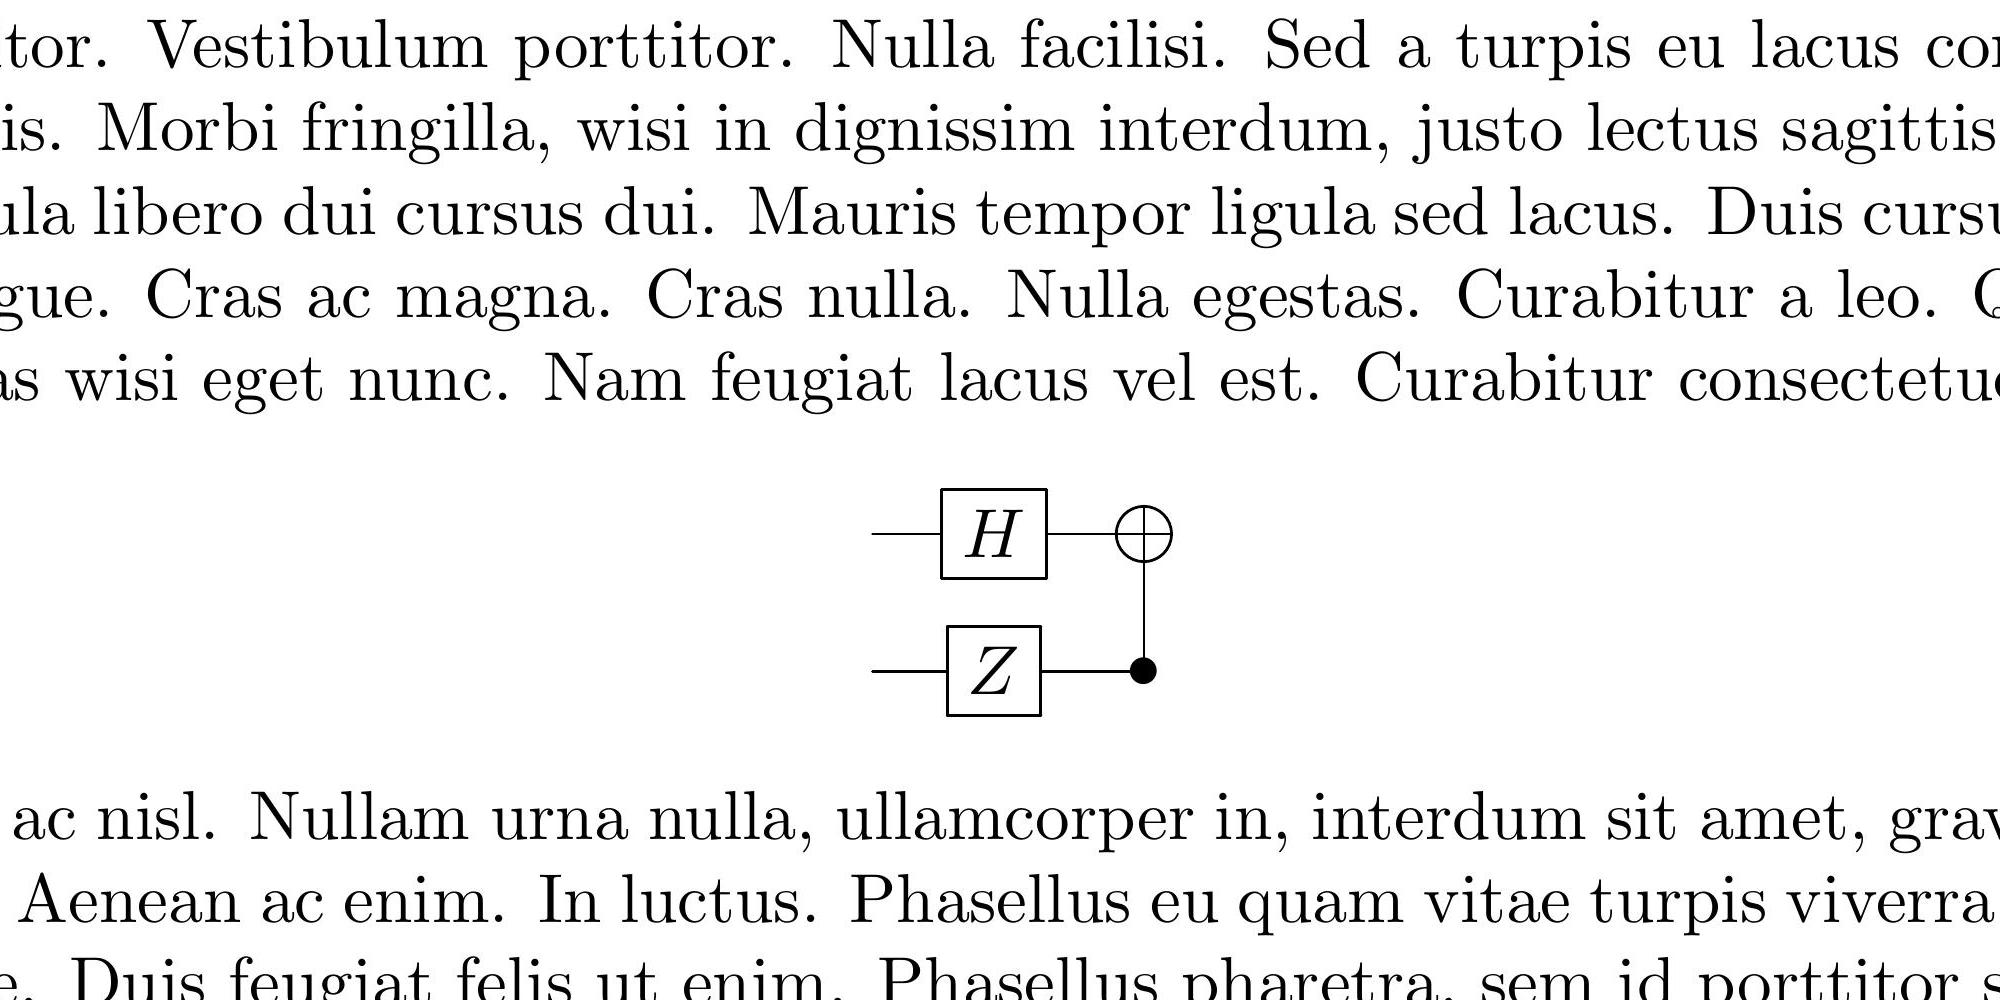 tor. Vestibulum porttitor. Nulla facilisi. Sed a turpis eu lacus
is. Morbi fringilla, wisi in dignissim interdum, justo lectus sagittis
ula libero dui cursus dui. Mauris tempor ligula sed lacus. Duis
gue. Cras ac magna. Cras nulla. Nulla egestas. Curabitur a leo.
as wisi eget nunc. Nam feugiat lacus vel est. Curabitur
H
Z
ac nisl. Nullam urna nulla, ullamcorper in, interdum sit amet,
Aenean ac enim. In luctus. Phasellus eu quam vitae turpis viverra
e. Duis feugiat felis ut enim. Phasellus pharetra, sem id porttitor